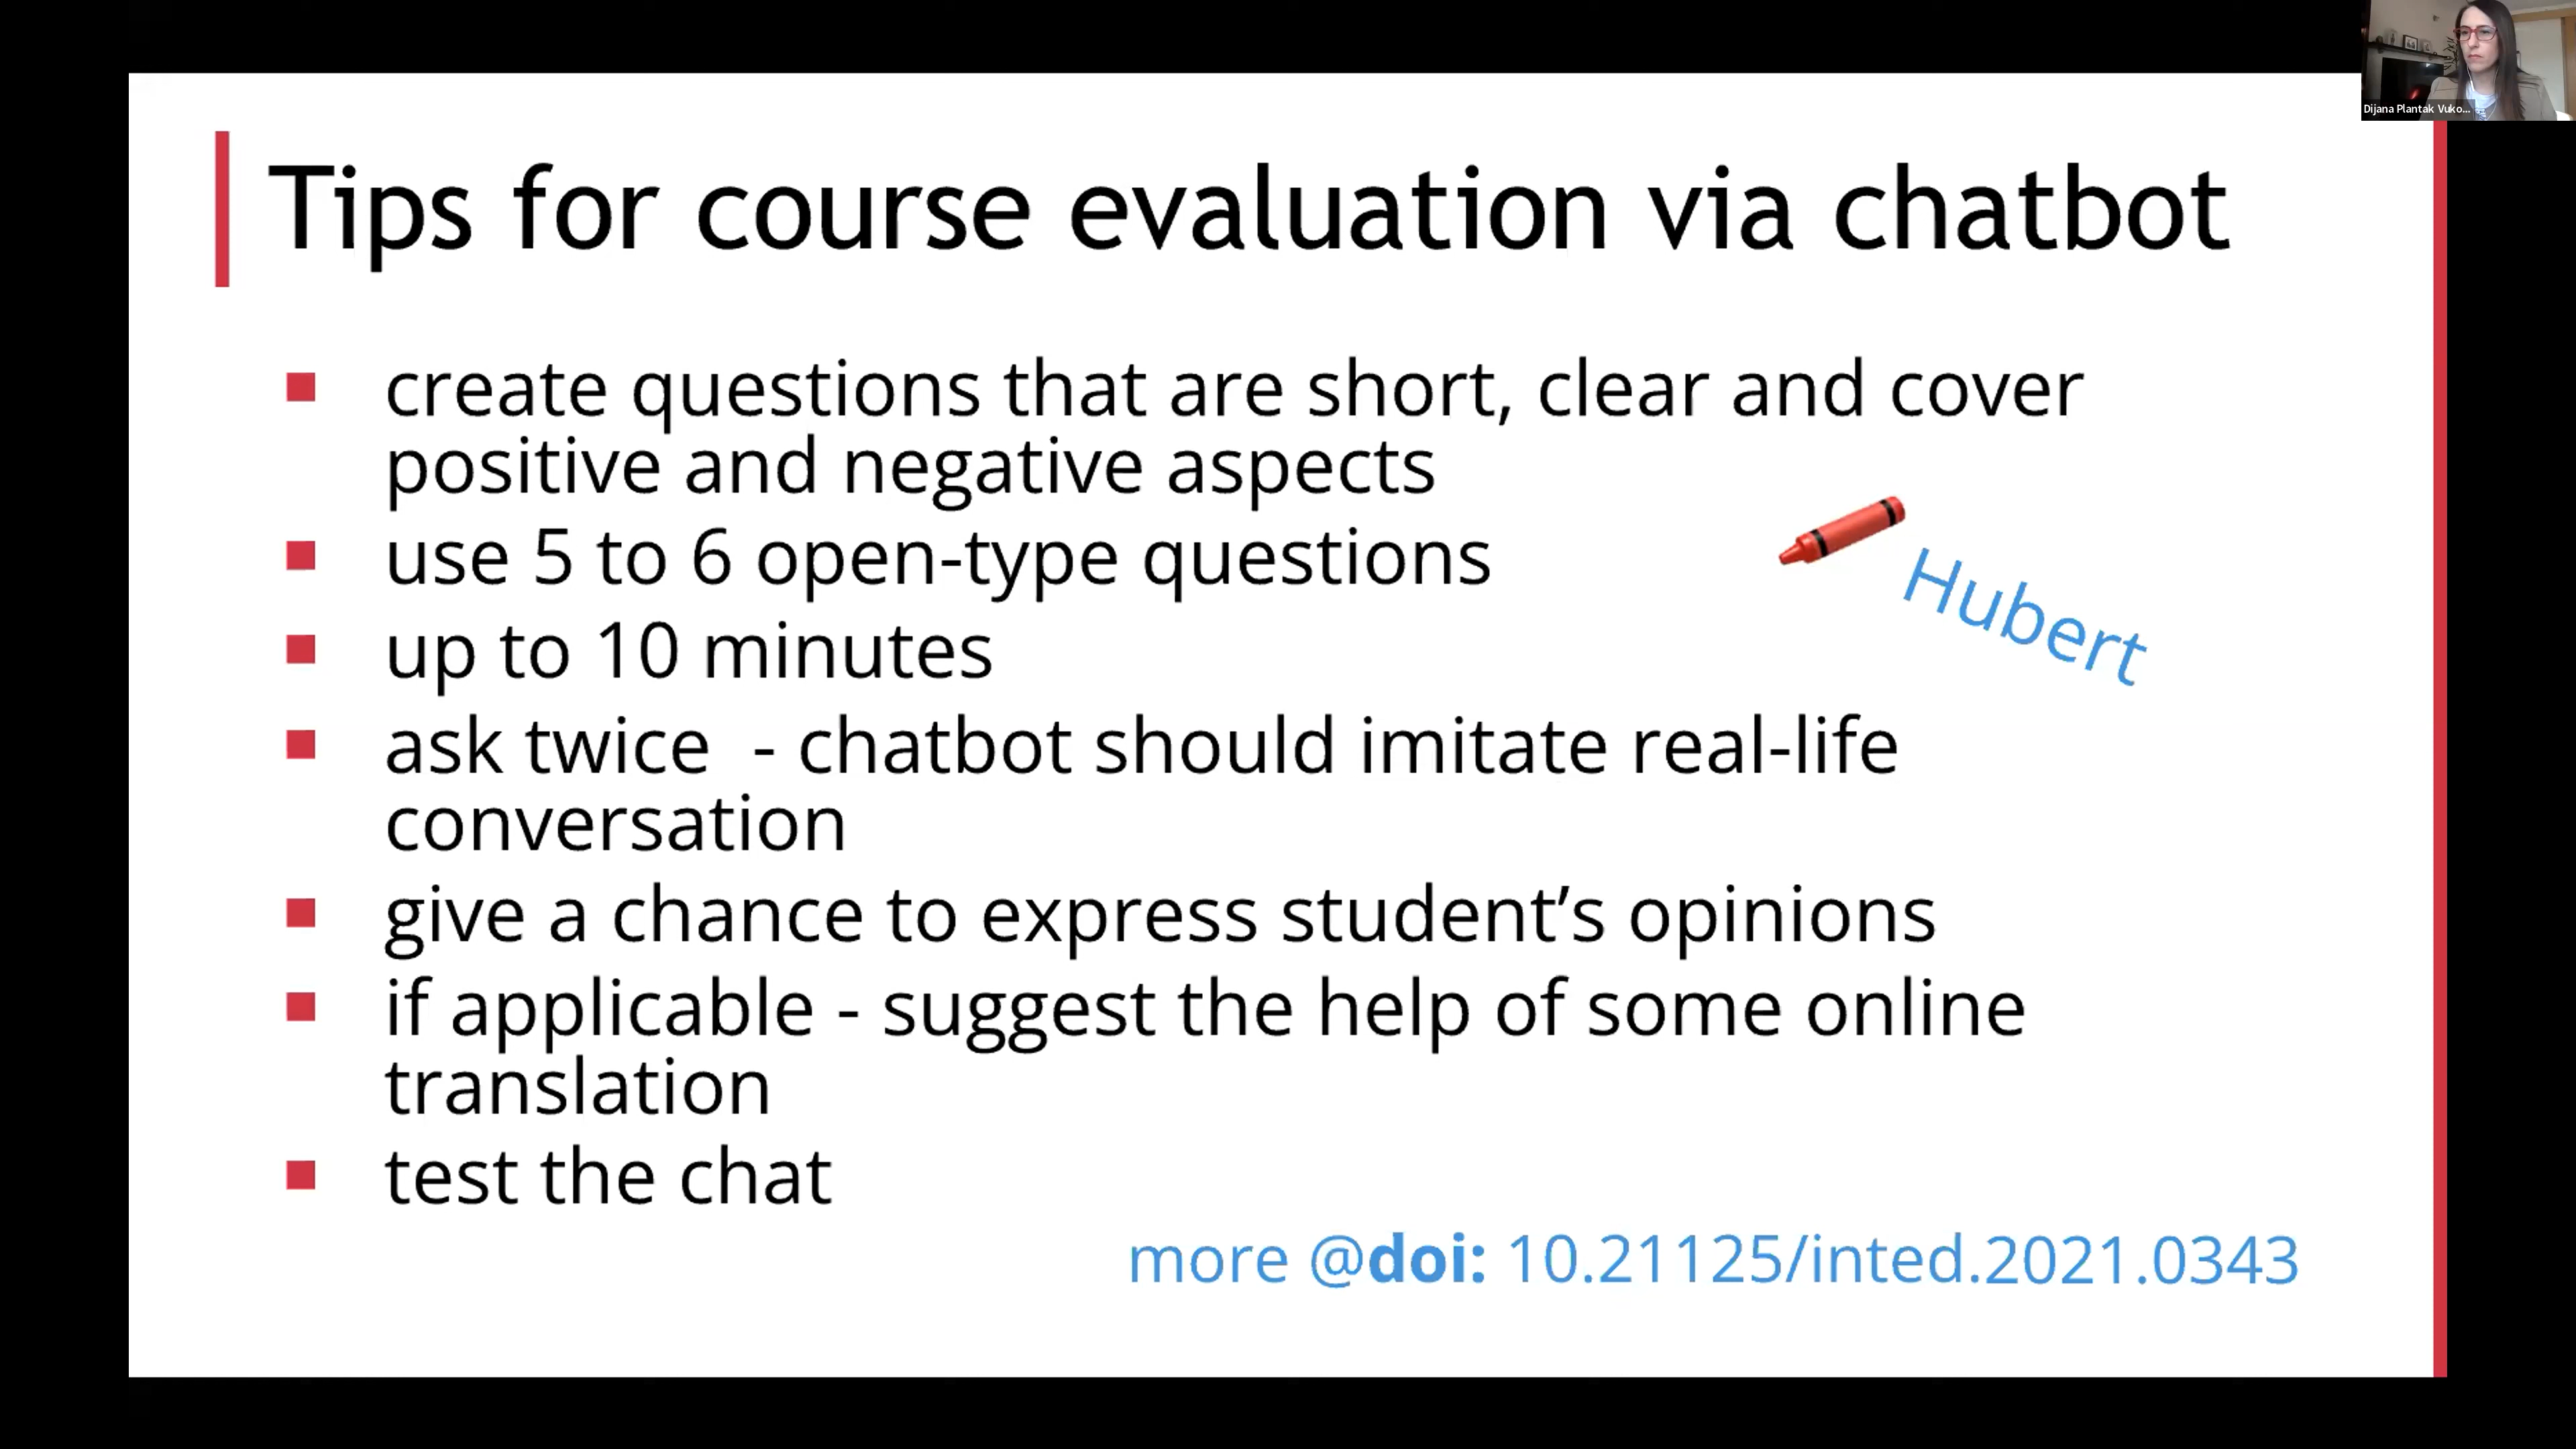 Dijana Plantak Vuko...
Tips for course evaluation via chatbot
create questions that are short, clear and cover
positive and negative aspects
use 5 to 6 open-type questions
Hubert
up to 10 minutes
ask twice - chatbot should imitate real-life
conversation
give a chance to express student’s opinions
if applicable - suggest the help of some online
translation
test the chat
more @doi: 10.21125/inted.2021.0343